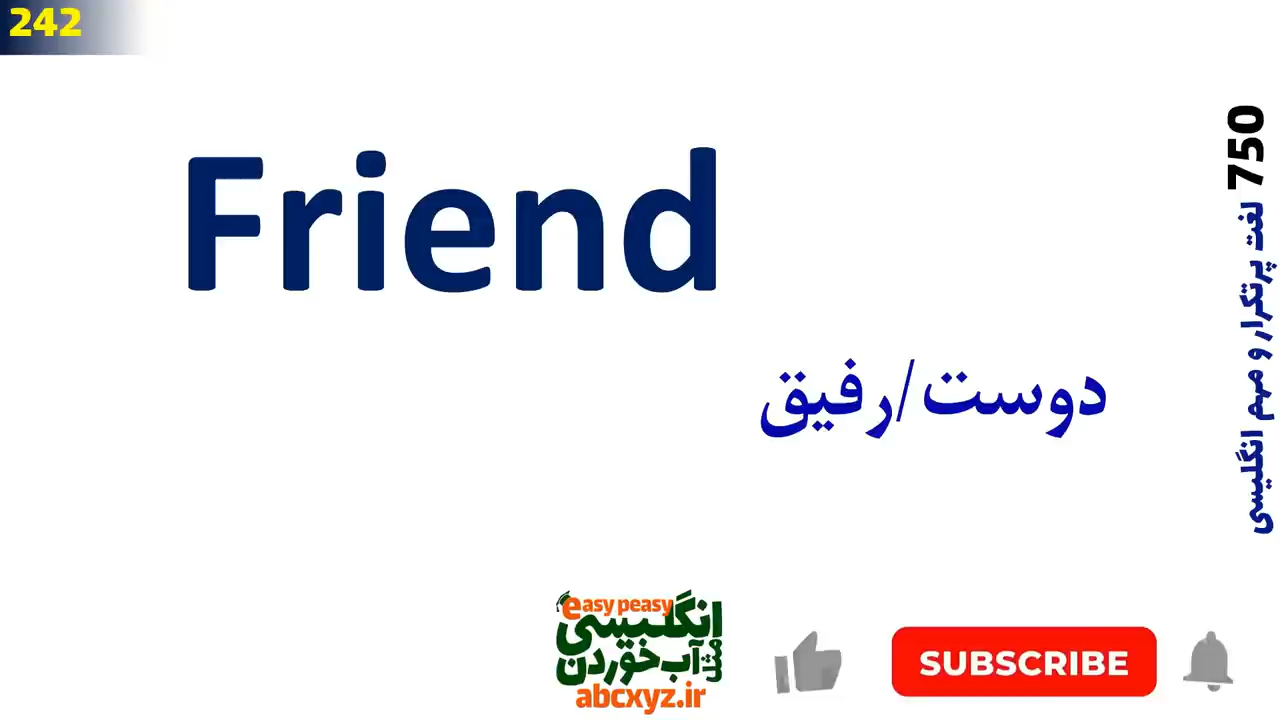 242
Friend
دوست/رفیق
750 لغت پرتکرار و مهم انگلیسی
easy peasy
انگلیسی
مثل آب خوردن
abcxyz.ir
SUBSCRIBE